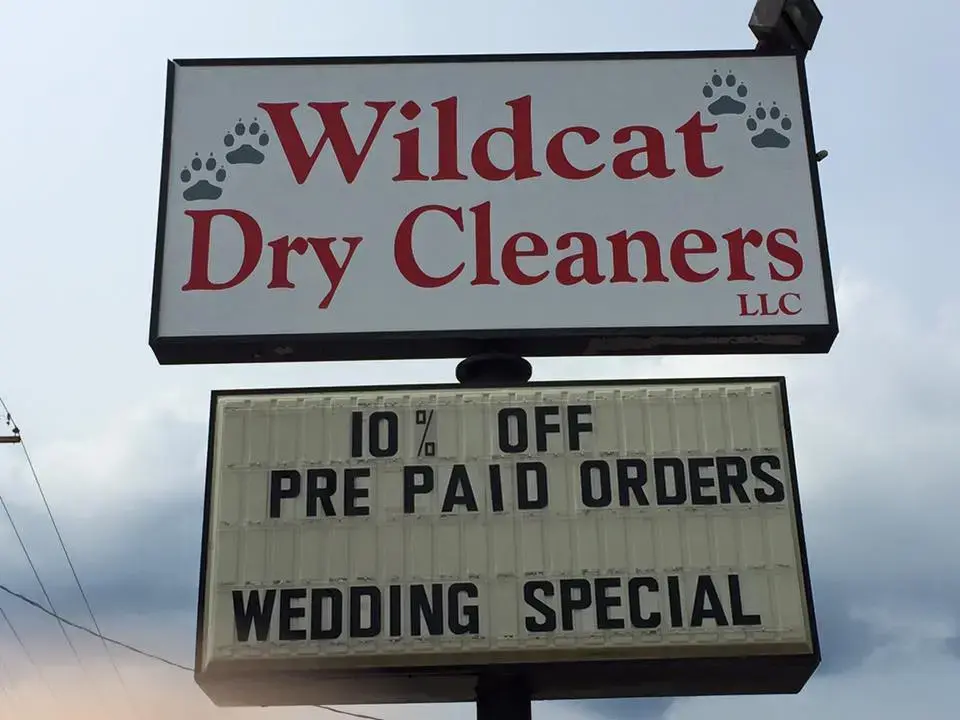 Wildcat
Dry Cleaners
LLC
10% OFF
PRE PAID ORDERS
WEDDING SPECIAL